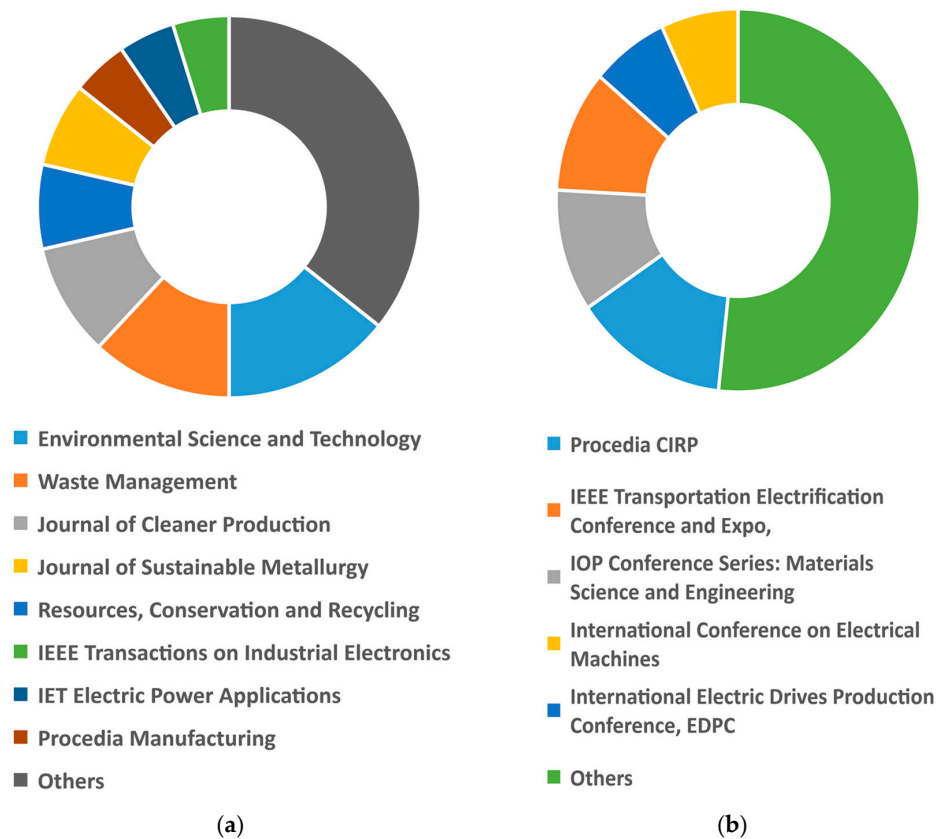 Environmental Science and Technology
Waste Management
Journal of Cleaner Production
Journal of Sustainable Metallurgy
Resources, Conservation and Recycling
IEEE Transactions on Industrial Electronics
IET Electric Power Applications
Procedia Manufacturing
Others
(a)
Procedia CIRP
IEEE Transportation Electrification
Conference and Expo,
IOP Conference Series: Materials
Science and Engineering
International Conference on Electrical
Machines
International Electric Drives Production
Conference, EDPC
Others
(b)